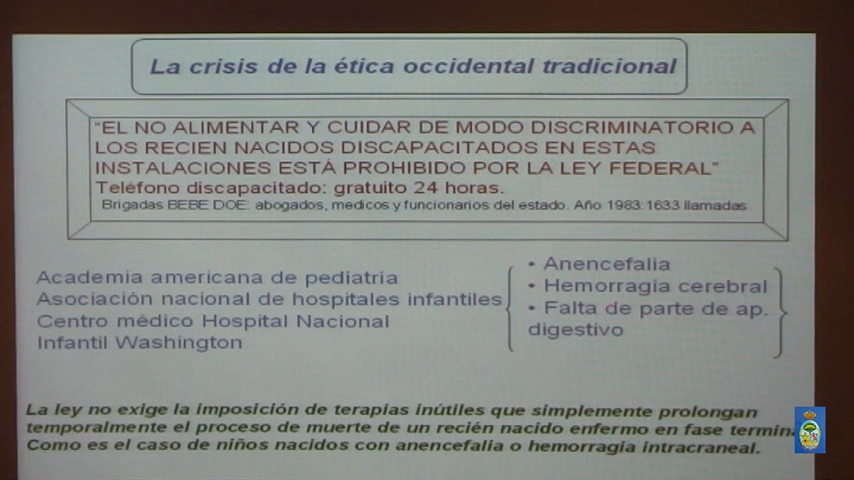 La crisis de la ética occidental tradicional
“EL NO ALIMENTAR Y CUIDAR DE MODO DISCRIMINATORIO A
LOS RECIEN NACIDOS DISCAPACITADOS EN ESTAS
INSTALACIONES ESTÁ PROHIBIDO POR LA LEY FEDERAL”
Teléfono discapacitado: gratuito 24 horas.
Brigadas BEBE DOE: abogados, medicos y funcionarios del estado. Año 1983:1633 llamadas
Academia americana de pediatria
Asociación nacional de hospitales infantiles
Centro médico Hospital Nacional
Infantil Washington
• Anencefalia
• Hemorragia cerebral
• Falta de parte de ap.
digestivo
La ley no exige la imposición de terapias inútiles que simplemente prolongan
temporalmente el proceso de muerte de un recién nacido enfermo en fase termina
Como es el caso de niños nacidos con anencefalia o hemorragia intracraneal.